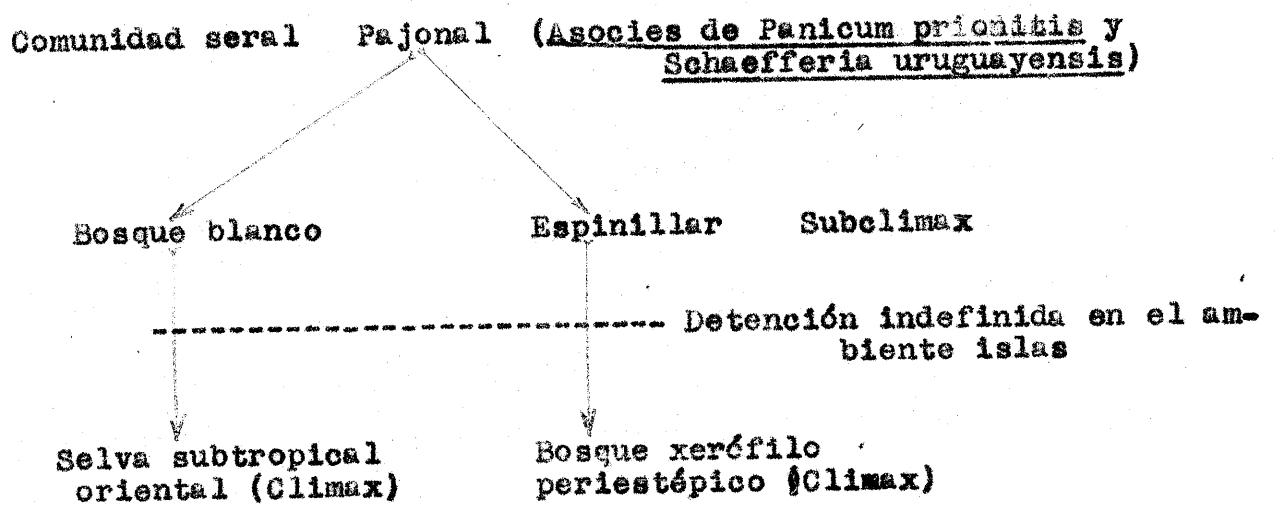 Comunidad seral Pajonal (Asocies de Panicum prionitis y
Schaefferia uruguayensis)
Bosque blanco Espinillar Subclimax
Detención indefinida en el am-
biente islas
Selva subtropical
oriental (Climax)
Bosque xerófilo
periestépico (Climax)